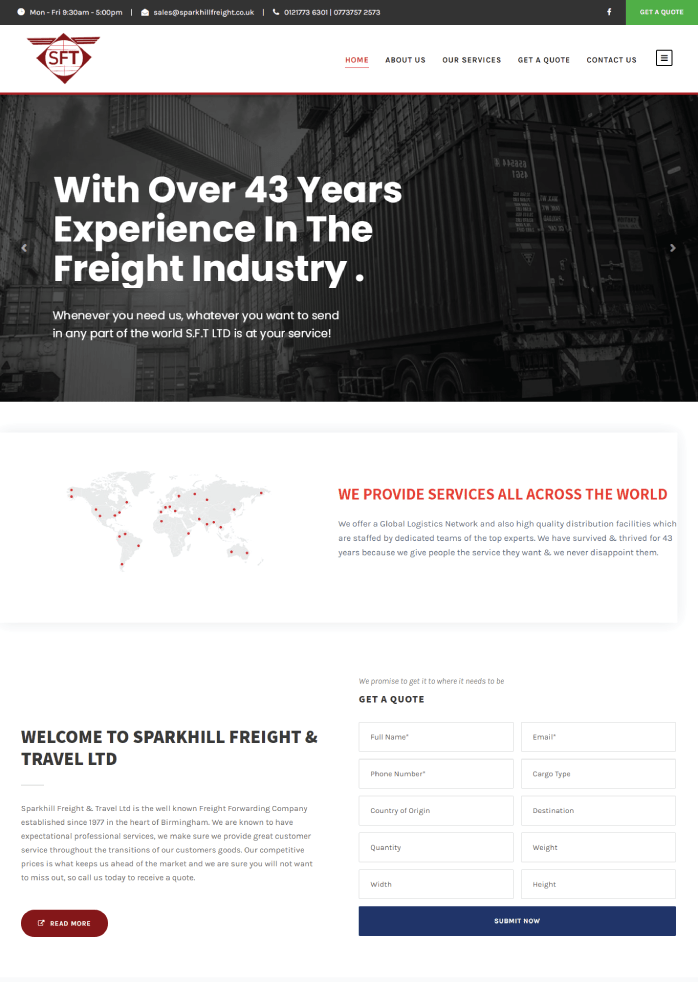 Mon - Fri 9:30am - 5:00pm | sales@sparkhillfreight.co.uk | 0121773 6301 | 0773757 2573
GET A QUOTE
SFT
HOME ABOUT US OUR SERVICES GET A QUOTE CONTACT US
With Over 43 Years
Experience In The
Freight Industry .
Whenever you need us, whatever you want to send
in any part of the world S.F.T LTD is at your service!
WE PROVIDE SERVICES ALL ACROSS THE WORLD
We offer a Global Logistics Network and also high quality distribution facilities which
are staffed by dedicated teams of the top experts. We have survived & thrived for 43
years because we give people the service they want & we never disappoint them.
WELCOME TO SPARKHILL FREIGHT &
TRAVEL LTD
Sparkhill Freight & Travel Ltd is the well known Freight Forwarding Company
established since 1977 in the heart of Birmingham. We are known to have
expectational professional services, we make sure we provide great customer
service throughout the transitions of our customers goods. Our competitive
prices is what keeps us ahead of the market and we are sure you will not want
to miss out, so call us today to receive a quote.
READ MORE
We promise to get it to where it needs to be
GET A QUOTE
Full Name* Email*
Phone Number* Cargo Type
Country of Origin Destination
Quantity Weight
Width Height
SUBMIT NOW